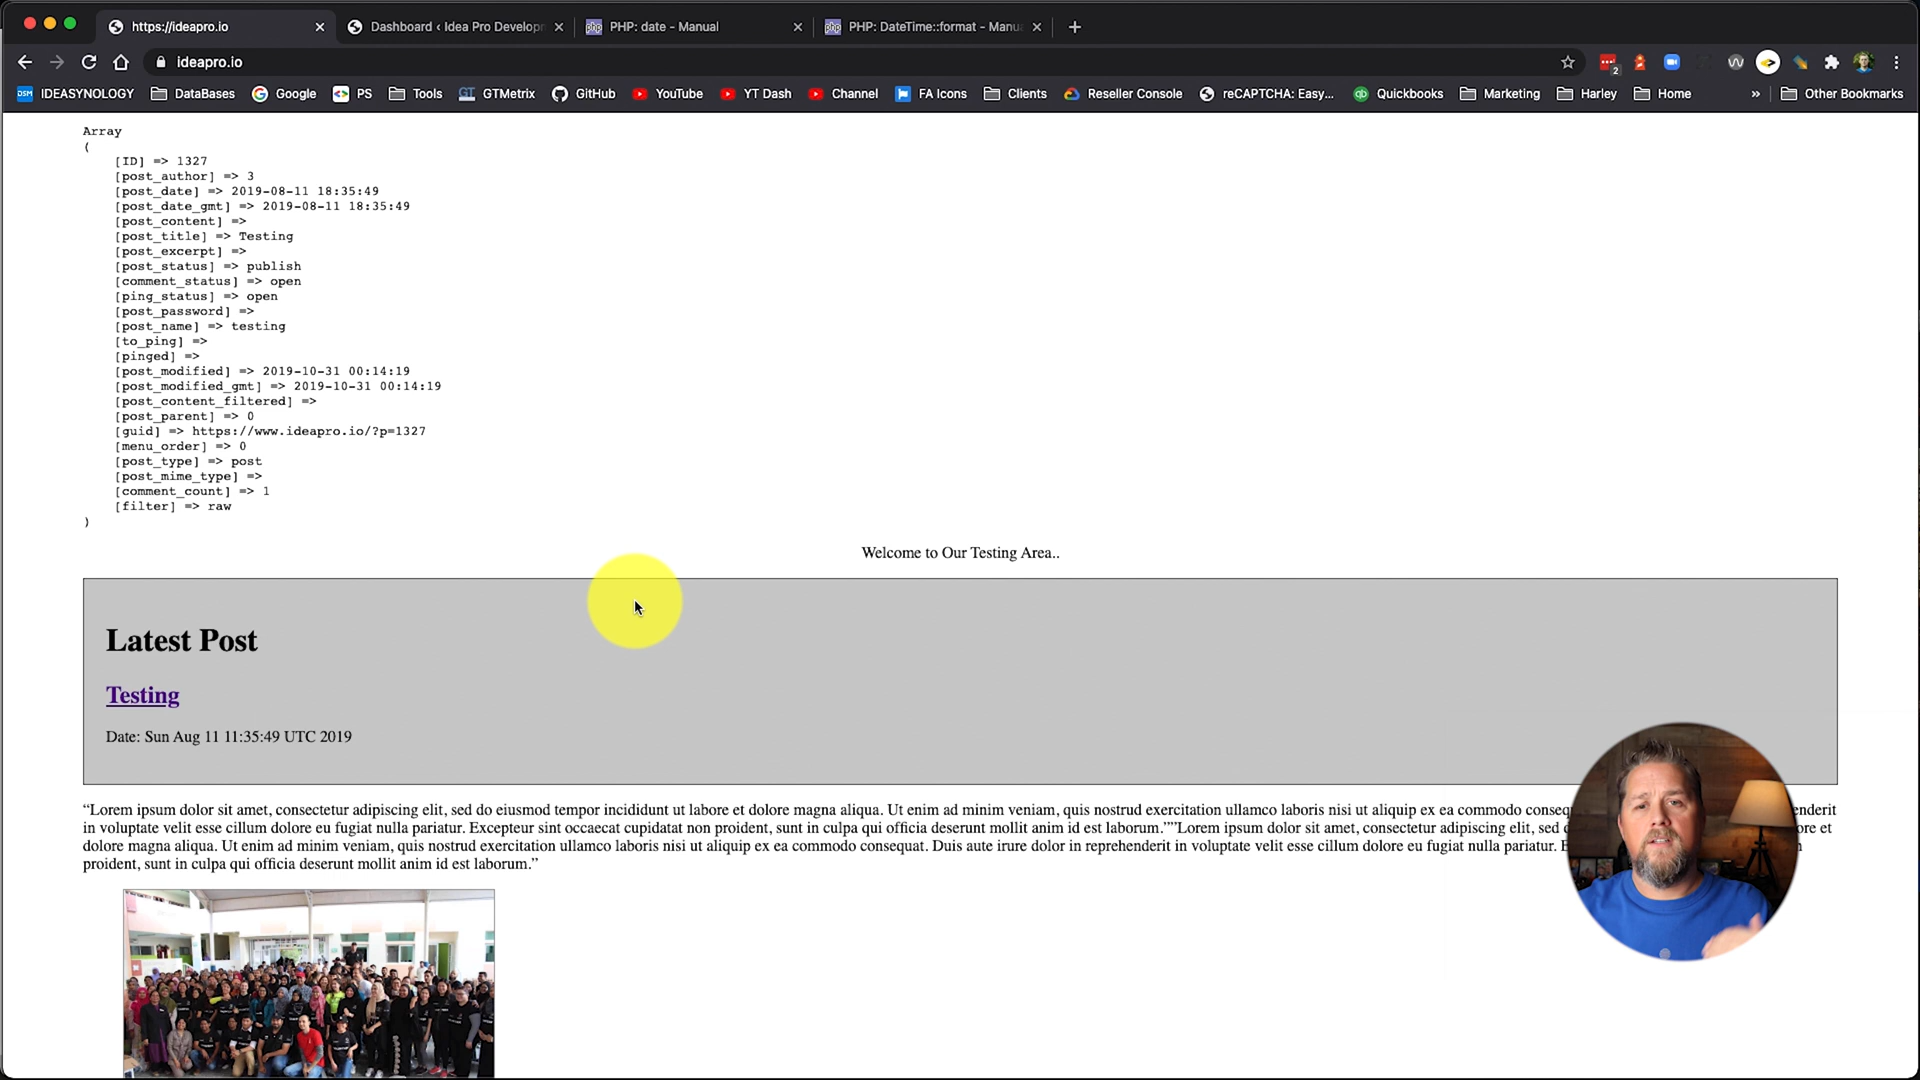 https://ideapro.io
Dashboard ‹ Idea Pro Develop
PHP: date - Manual
PHP: DateTime::format - Manu
ideapro.io
2
DSM IDEASYNOLOGY
DataBases
Google
PS
Tools
GT GTMetrix
GitHub
YouTube
YT Dash
Channel
FA Icons
Clients
Reseller Console
reCAPTCHA: Easy...
qb Quickbooks
Marketing
Harley
Home
»
Other Bookmarks
Array
(
[ID] => 1327
[post_author] => 3
[post_date] => 2019-08-11 18:35:49
[post_date_gmt] => 2019-08-11 18:35:49
[post_content] =>
[post_title] => Testing
[post_excerpt] =>
[post_status] => publish
[comment_status] => open
[ping_status] => open
[post_password] =>
[post_name] => testing
[to_ping] =>
[pinged] =>
[post_modified] => 2019-10-31 00:14:19
[post_modified_gmt] => 2019-10-31 00:14:19
[post_content_filtered] =>
[post_parent] => 0
[guid] => https://www.ideapro.io/?p=1327
[menu_order] => 0
[post_type] => post
[post_mime_type] =>
[comment_count] => 1
[filter] => raw
)
Welcome to Our Testing Area..
Latest Post
Testing
Date: Sun Aug 11 11:35:49 UTC 2019
“Lorem ipsum dolor sit amet, consectetur adipiscing elit, sed do eiusmod tempor incididunt ut labore et dolore magna aliqua. Ut enim ad minim veniam, quis nostrud exercitation ullamco laboris nisi ut aliquip ex ea commodo conseq enderit
in voluptate velit esse cillum dolore eu fugiat nulla pariatur. Excepteur sint occaecat cupidatat non proident, sunt in culpa qui officia deserunt mollit anim id est laborum.””Lorem ipsum dolor sit amet, consectetur adipiscing elit, sed d ore et
dolore magna aliqua. Ut enim ad minim veniam, quis nostrud exercitation ullamco laboris nisi ut aliquip ex ea commodo consequat. Duis aute irure dolor in reprehenderit in voluptate velit esse cillum dolore eu fugiat nulla pariatur. E
proident, sunt in culpa qui officia deserunt mollit anim id est laborum.”